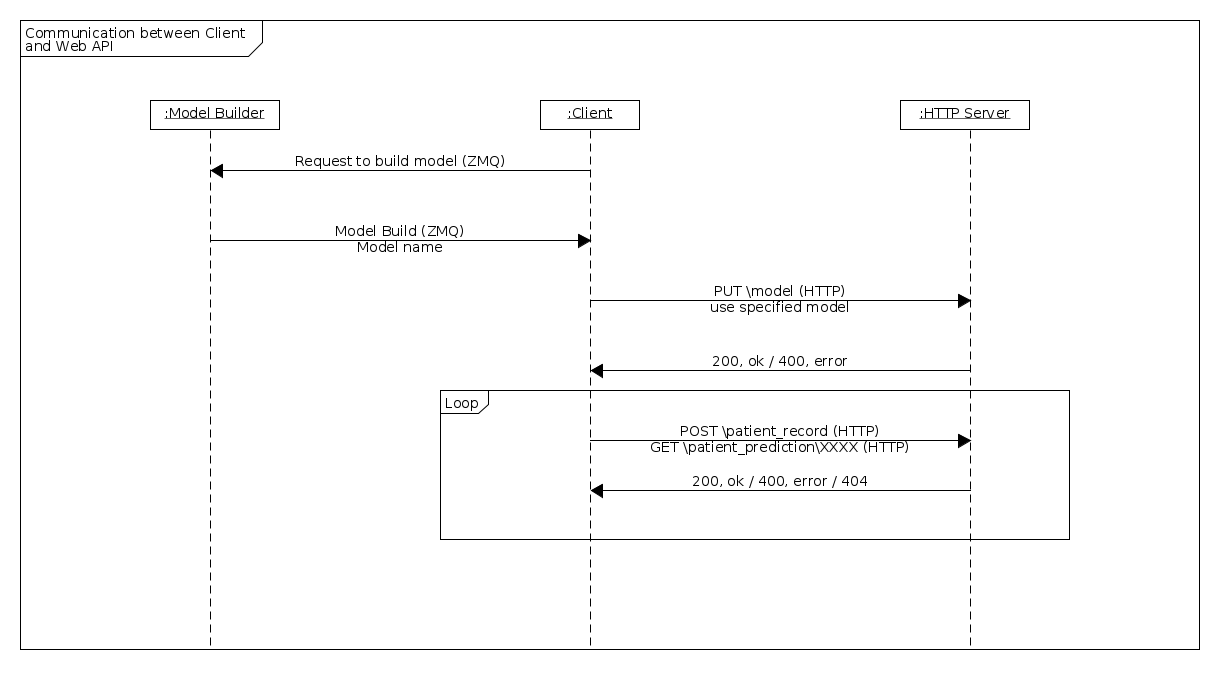 Communication between Client
and Web API
:Model Builder
:Client
:HTTP Server
Request to build model (ZMQ)
Model Build (ZMQ)
Model name
PUT \model (HTTP)
use specified model
200, ok / 400, error
Loop
POST \patient_record (HTTP)
GET \patient_prediction\XXXX (HTTP)
200, ok / 400, error / 404